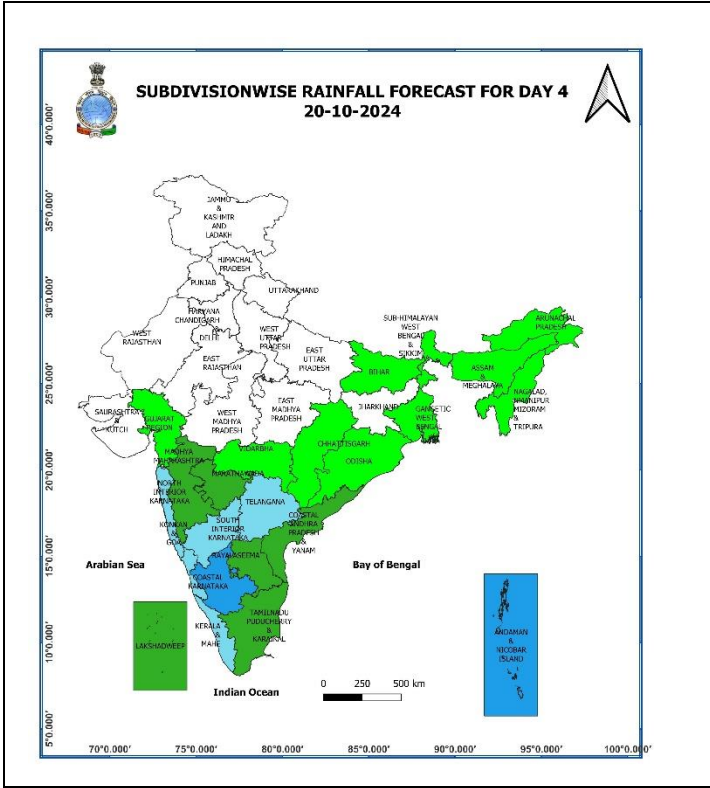 SUBDIVISIONWISE RAINFALL FORECAST FOR DAY 4
20-10-2024
JAMMU
&
KASHMIR
AND
LADAKH
HIMACHAL
PRADESH
PUNJAB
UTTARAKHAND
HARYANA
CHANDIGARH
&
DELHI
WEST
RAJASTHAN
WEST
UTTAR
PRADESH
EAST
UTTAR
PRADESH
EAST
RAJASTHAN
SUB-HIMALAYAN
WEST
BENGAL
&
SIKKIM
ARUNACHAL
PRADESH
ASSAM
&
MEGHALAYA
NAGALAD,
MANIPUR
MIZORAM
&
TRIPURA
BIHAR
JHARKHAND
GANGETIC
WEST
BENGAL
SAURASHTRA
&
KUTCH
GUJARAT
REGION
WEST
MADHYA
PRADESH
EAST
MADHYA
PRADESH
VIDARBHA
CHHATTISGARH
ODISHA
MADHYA
MAHARASHTRA
MARATHAWADA
NORTH
INTERIOR
KARNATAKA
TELANGANA
KONKAN
&
GOA
SOUTH
INTERIOR
KARNATAKA
COASTAL
ANDHRA
PRADESH
&
YANAM
RAYALASEEMA
COASTAL
KARNATAKA
Arabian Sea
Bay of Bengal
KERALA
&
MAHE
TAMILNADU
PUDUCHERRY
&
KARAIKAL
LAKSHADWEEP
ANDAMAN
&
NICOBAR
ISLAND
Indian Ocean
0 250 500 km
40°0.000'
35°0.000'
30°0.000'
25°0.000'
20°0.000'
15°0.000'
10°0.000'
5°0.000'
70°0.000' 75°0.000' 80°0.000' 85°0.000' 90°0.000' 95°0.000' 100°0.000'